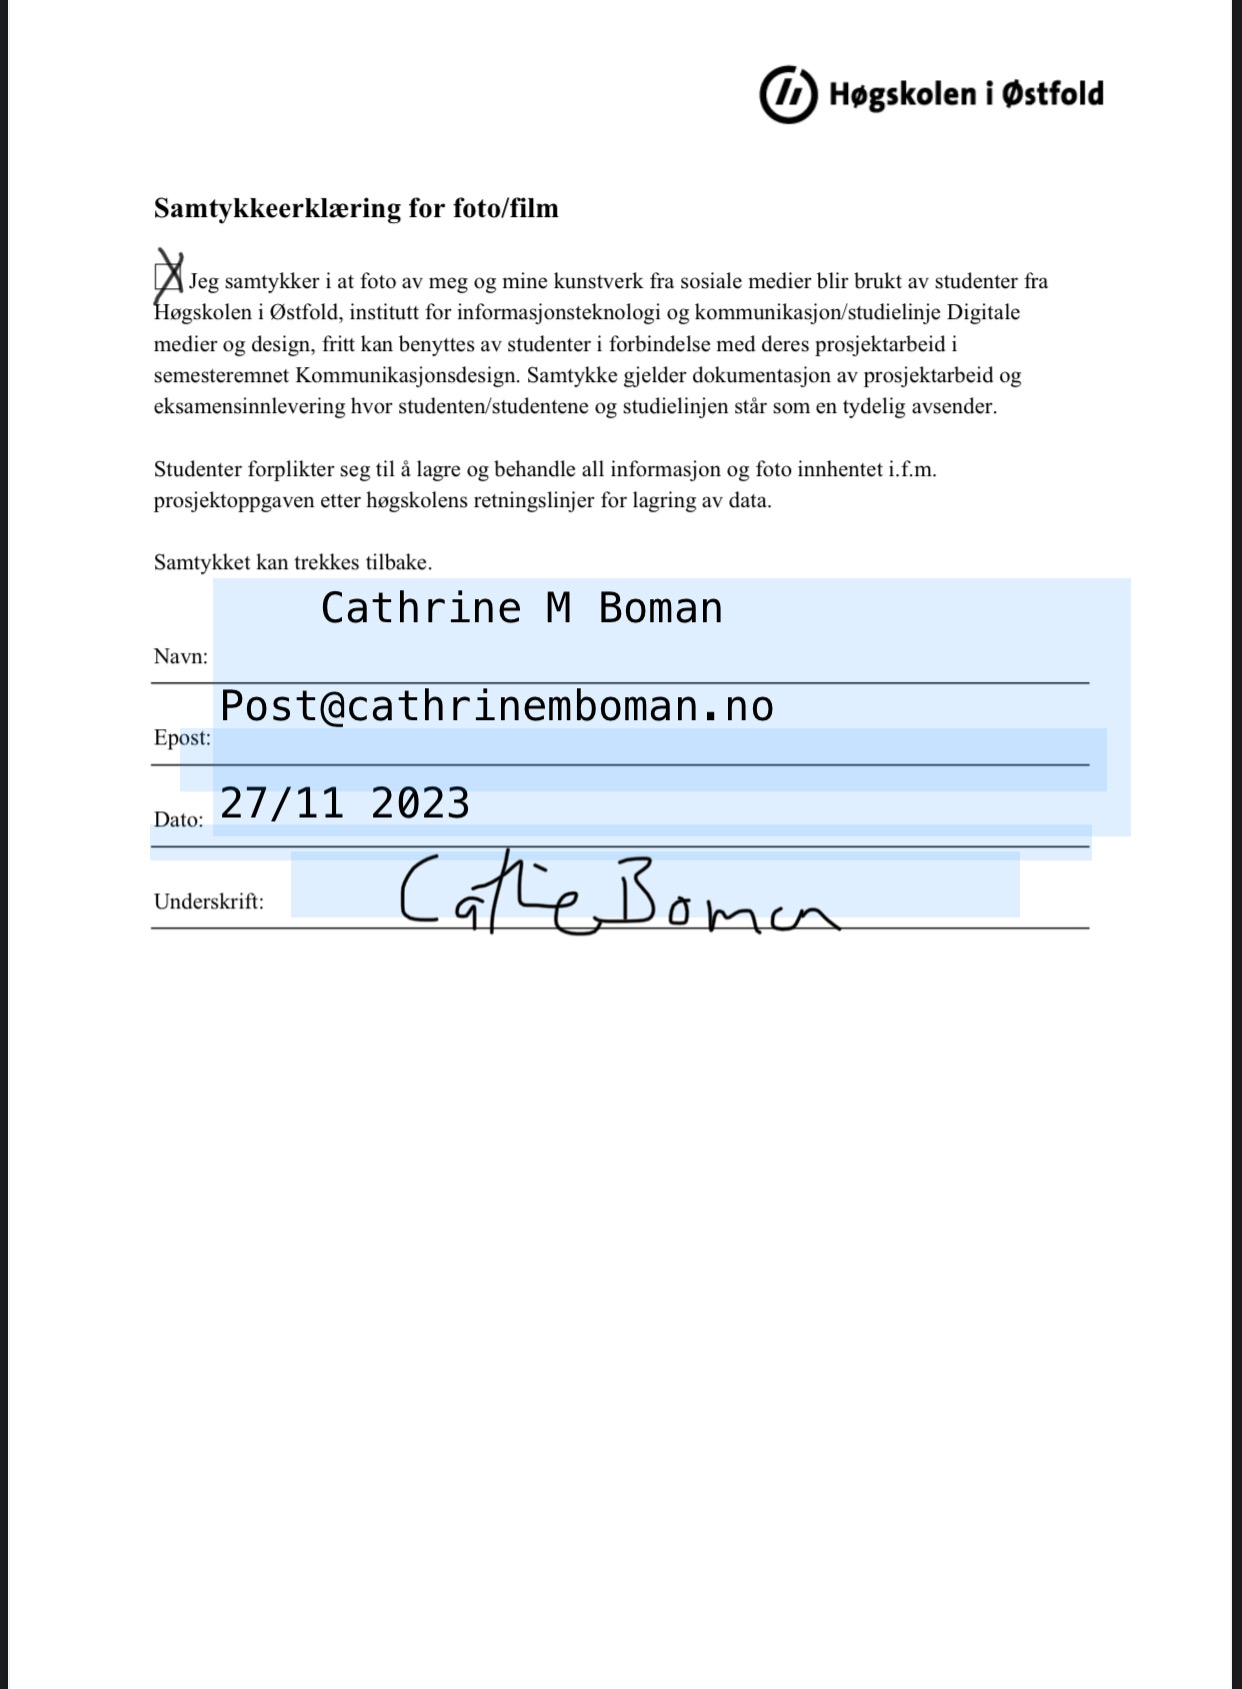 Høgskolen i Østfold
Samtykkeerklæring for foto/film
Jeg samtykker i at foto av meg og mine kunstverk fra sosiale medier blir brukt av studenter fra
Høgskolen i Østfold, institutt for informasjonsteknologi og kommunikasjon/studielinje Digitale
medier og design, fritt kan benyttes av studenter i forbindelse med deres prosjektarbeid i
semesteremnet Kommunikasjonsdesign. Samtykke gjelder dokumentasjon av prosjektarbeid og
eksamensinnlevering hvor studenten/studentene og studielinjen står som en tydelig avsender.
Studenter forplikter seg til å lagre og behandle all informasjon og foto innhentet i.f.m.
prosjektoppgaven etter høgskolens retningslinjer for lagring av data.
Samtykket kan trekkes tilbake.
Navn: Cathrine M Boman
Epost: Post@cathrinemboman.no
Dato: 27/11 2023
Underskrift: Cathrine Boman